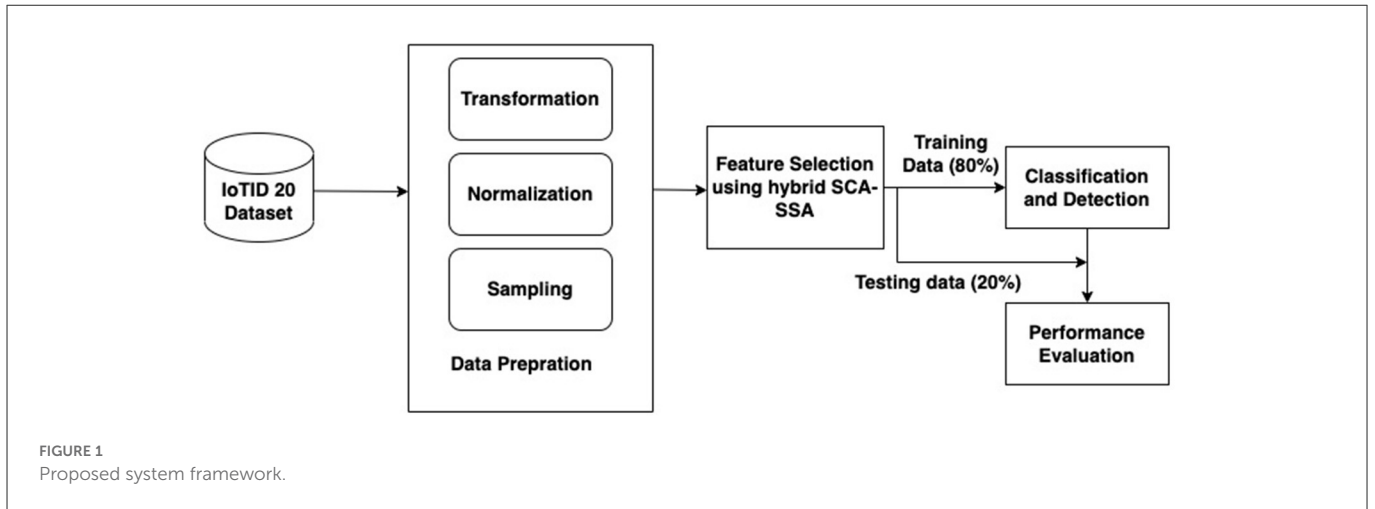 IoTID 20
Dataset
Transformation
Normalization
Sampling
Data Prepration
Feature Selection
using hybrid SCA-
SSA
Training
Data (80%)
Testing data (20%)
Classification
and Detection
Performance
Evaluation
FIGURE 1
Proposed system framework.